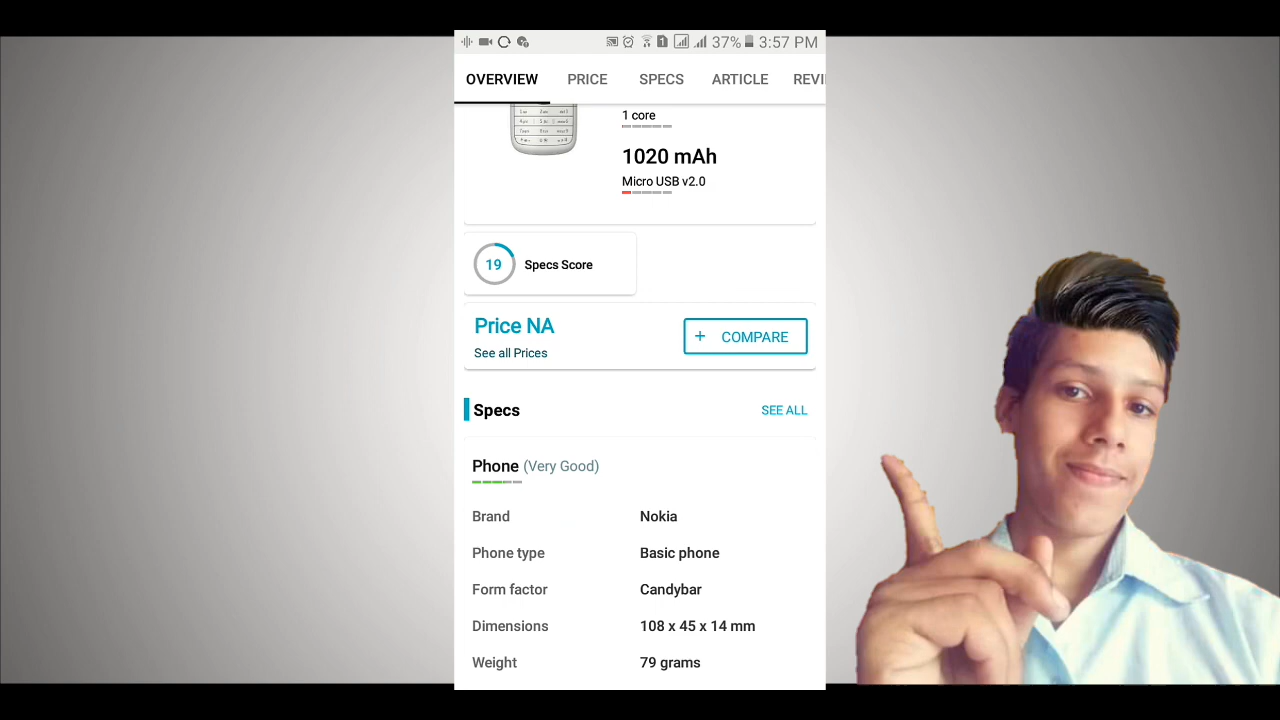 37% 3:57 PM
OVERVIEW PRICE SPECS ARTICLE REVI
1 core
1020 mAh
Micro USB v2.0
19 Specs Score
Price NA
See all Prices
+ COMPARE
Specs SEE ALL
Phone (Very Good)
Brand Nokia
Phone type Basic phone
Form factor Candybar
Dimensions 108 x 45 x 14 mm
Weight 79 grams